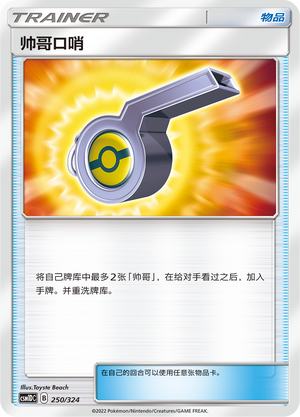 TRAINER
物品
帅哥口哨
将自己牌库中最多2张「帅哥」,在给对手看过之后,加入
手牌。并重洗牌库。
Illus.Tayste Beach
CSM1DC B 250/324
在自己的回合可以使用任意张物品卡。
©2022 Pokémon/Nintendo/Creatures/GAME FREAK.